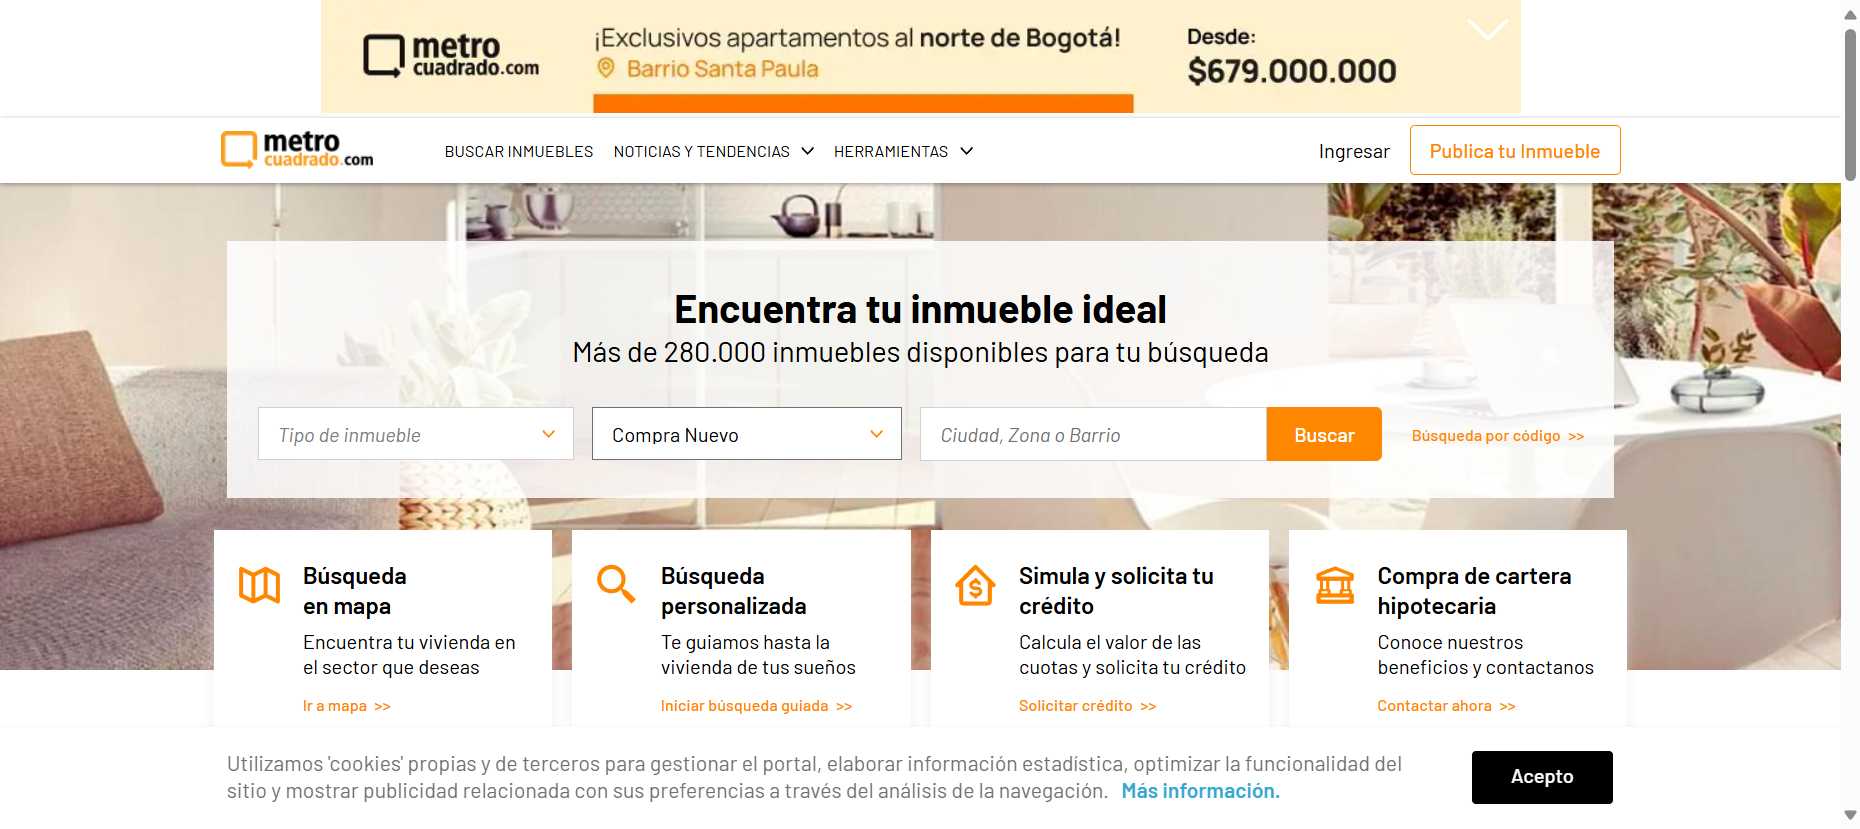 metro
cuadrado.com
¡Exclusivos apartamentos al norte de Bogotá!
Barrio Santa Paula
Desde:
$679.000.000
metro
cuadrado.com
BUSCAR INMUEBLES
NOTICIAS Y TENDENCIAS
HERRAMIENTAS
Ingresar
Publica tu Inmueble
Encuentra tu inmueble ideal
Más de 280.000 inmuebles disponibles para tu búsqueda
Tipo de inmueble
Compra Nuevo
Ciudad, Zona o Barrio
Buscar
Búsqueda por código >>
Búsqueda
en mapa
Encuentra tu vivienda en
el sector que deseas
Ir a mapa >>
Búsqueda
personalizada
Te guiamos hasta la
vivienda de tus sueños
Iniciar búsqueda guiada >>
Simula y solicita tu
crédito
Calcula el valor de las
cuotas y solicita tu crédito
Solicitar crédito >>
Compra de cartera
hipotecaria
Conoce nuestros
beneficios y contactanos
Contactar ahora >>
Utilizamos 'cookies' propias y de terceros para gestionar el portal, elaborar información estadística, optimizar la funcionalidad del
sitio y mostrar publicidad relacionada con sus preferencias a través del análisis de la navegación. Más información.
Acepto